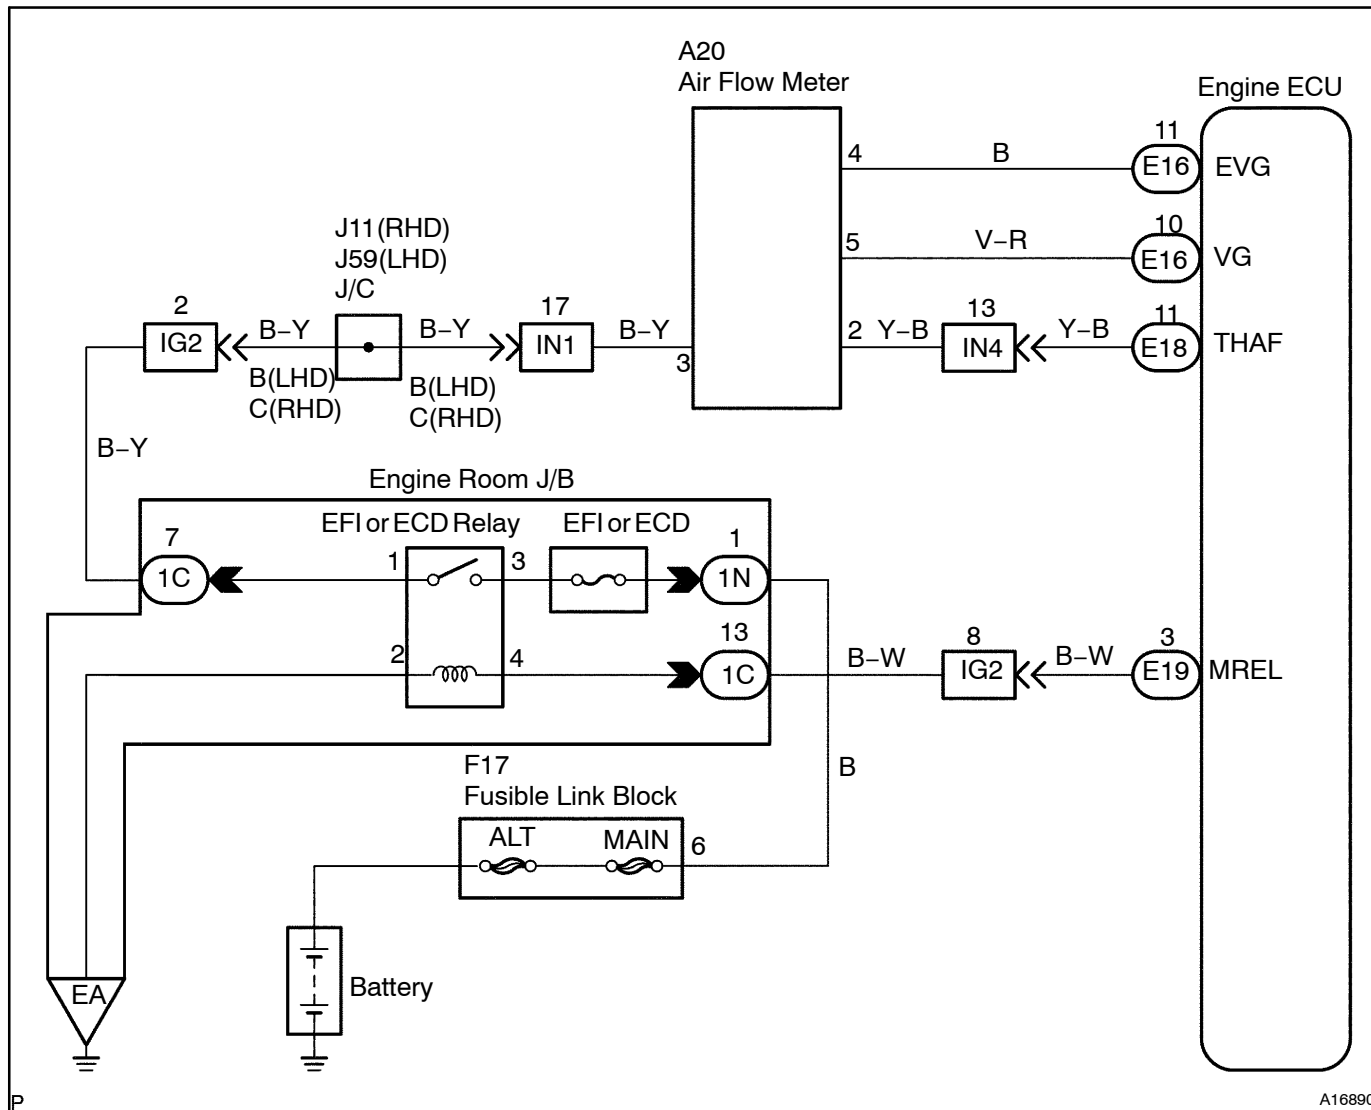 A20
Air Flow Meter
Engine ECU
4
B
11
E16
EVG
5
V–R
10
E16
VG
J11(RHD)
J59(LHD)
J/C
2
IG2
B–Y
B–Y
17
IN1
B–Y
3
2
Y–B
13
IN4
Y–B
11
E18
THAF
B(LHD)
C(RHD)
B(LHD)
C(RHD)
B–Y
Engine Room J/B
EFI or ECD Relay
EFI or ECD
7
1C
1
3
1
1N
2
4
13
1C
B–W
8
IG2
B–W
3
E19
MREL
B
F17
Fusible Link Block
ALT
MAIN
6
Battery
EA
P
A16890